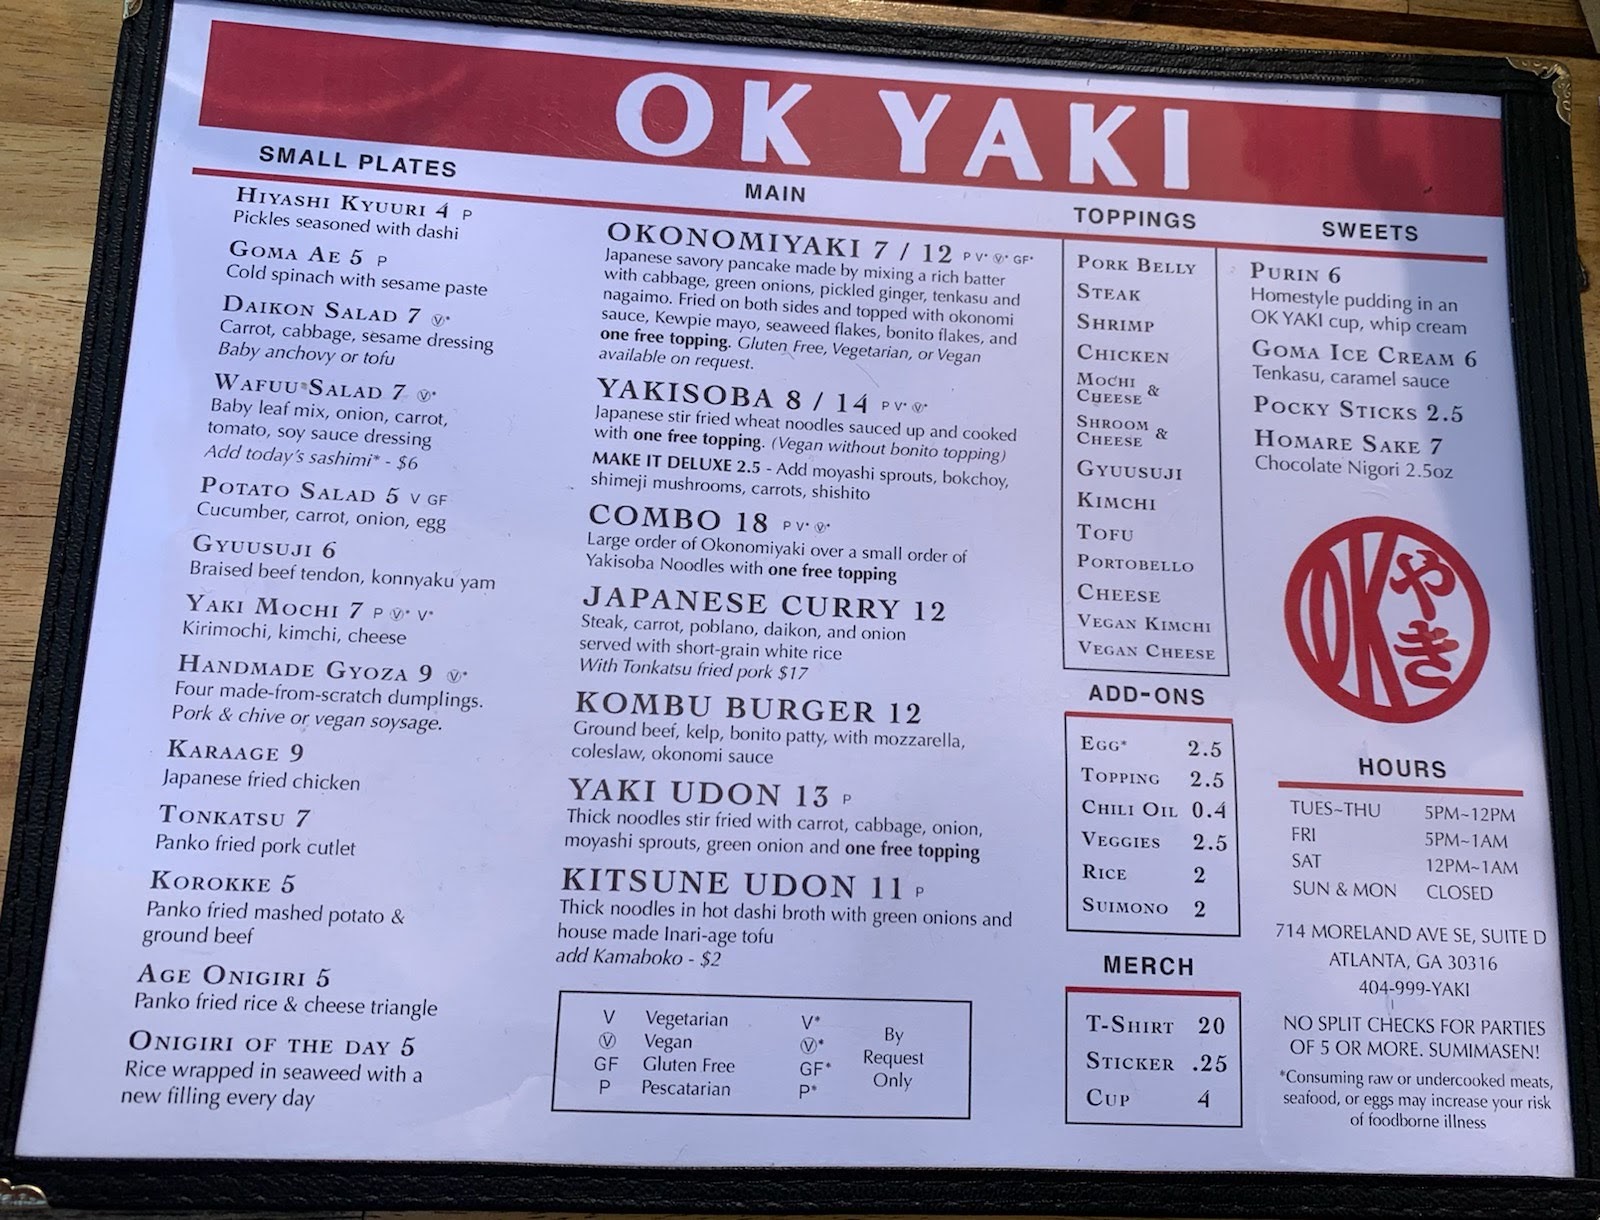 OK YAKI
SMALL PLATES
HIYASHI KYUURI 4 P
Pickles seasoned with dashi
GOMA AE 5 P
Cold spinach with sesame paste
DAIKON SALAD 7 Ⓥ*
Carrot, cabbage, sesame dressing
Baby anchovy or tofu
WAFUU SALAD 7 Ⓥ*
Baby leaf mix, onion, carrot,
tomato, soy sauce dressing
Add today's sashimi* - $6
POTATO SALAD 5 V GF
Cucumber, carrot, onion, egg
GYUUSUJI 6
Braised beef tendon, konnyaku yam
YAKI MOCHI 7 P Ⓥ* V*
Kirimochi, kimchi, cheese
HANDMADE GYOZA 9 Ⓥ*
Four made-from-scratch dumplings.
Pork & chive or vegan soysage.
KARAAGE 9
Japanese fried chicken
TONKATSU 7
Panko fried pork cutlet
KOROKKE 5
Panko fried mashed potato &
ground beef
AGE ONIGIRI 5
Panko fried rice & cheese triangle
ONIGIRI OF THE DAY 5
Rice wrapped in seaweed with a
new filling every day
MAIN
OKONOMIYAKI 7 / 12 P V* Ⓥ* GF*
Japanese savory pancake made by mixing a rich batter
with cabbage, green onions, pickled ginger, tenkasu and
nagaimo. Fried on both sides and topped with okonomi
sauce, Kewpie mayo, seaweed flakes, bonito flakes, and
one free topping. Gluten Free, Vegetarian, or Vegan
available on request.
YAKISOBA 8 / 14 P V* Ⓥ*
Japanese stir fried wheat noodles sauced up and cooked
with one free topping. (Vegan without bonito topping)
MAKE IT DELUXE 2.5 - Add moyashi sprouts, bokchoy,
shimeji mushrooms, carrots, shishito
COMBO 18 P V* Ⓥ*
Large order of Okonomiyaki over a small order of
Yakisoba Noodles with one free topping
JAPANESE CURRY 12
Steak, carrot, poblano, daikon, and onion
served with short-grain white rice
With Tonkatsu fried pork $17
KOMBU BURGER 12
Ground beef, kelp, bonito patty, with mozzarella,
coleslaw, okonomi sauce
YAKI UDON 13 P
Thick noodles stir fried with carrot, cabbage, onion,
moyashi sprouts, green onion and one free topping
KITSUNE UDON 11 P
Thick noodles in hot dashi broth with green onions and
house made Inari-age tofu
add Kamaboko - $2
V Vegetarian
Ⓥ Vegan
GF Gluten Free
P Pescatarian
V*
Ⓥ*
GF*
P*
By
Request
Only
TOPPINGS
PORK BELLY
STEAK
SHRIMP
CHICKEN
MOCHI &
CHEESE
SHROOM &
CHEESE
GYUUSUJI
KIMCHI
TOFU
PORTOBELLO
CHEESE
VEGAN KIMCHI
VEGAN CHEESE
ADD-ONS
EGG* 2.5
TOPPING 2.5
CHILI OIL 0.4
VEGGIES 2.5
RICE 2
SUIMONO 2
MERCH
T-SHIRT 20
STICKER .25
CUP 4
SWEETS
PURIN 6
Homestyle pudding in an
OK YAKI cup, whip cream
GOMA ICE CREAM 6
Tenkasu, caramel sauce
POCKY STICKS 2.5
HOMARE SAKE 7
Chocolate Nigori 2.5oz
OKやき
HOURS
TUES~THU 5PM~12PM
FRI 5PM~1AM
SAT 12PM~1AM
SUN & MON CLOSED
714 MORELAND AVE SE, SUITE D
ATLANTA, GA 30316
404-999-YAKI
NO SPLIT CHECKS FOR PARTIES
OF 5 OR MORE. SUMIMASEN!
*Consuming raw or undercooked meats,
seafood, or eggs may increase your risk
of foodborne illness